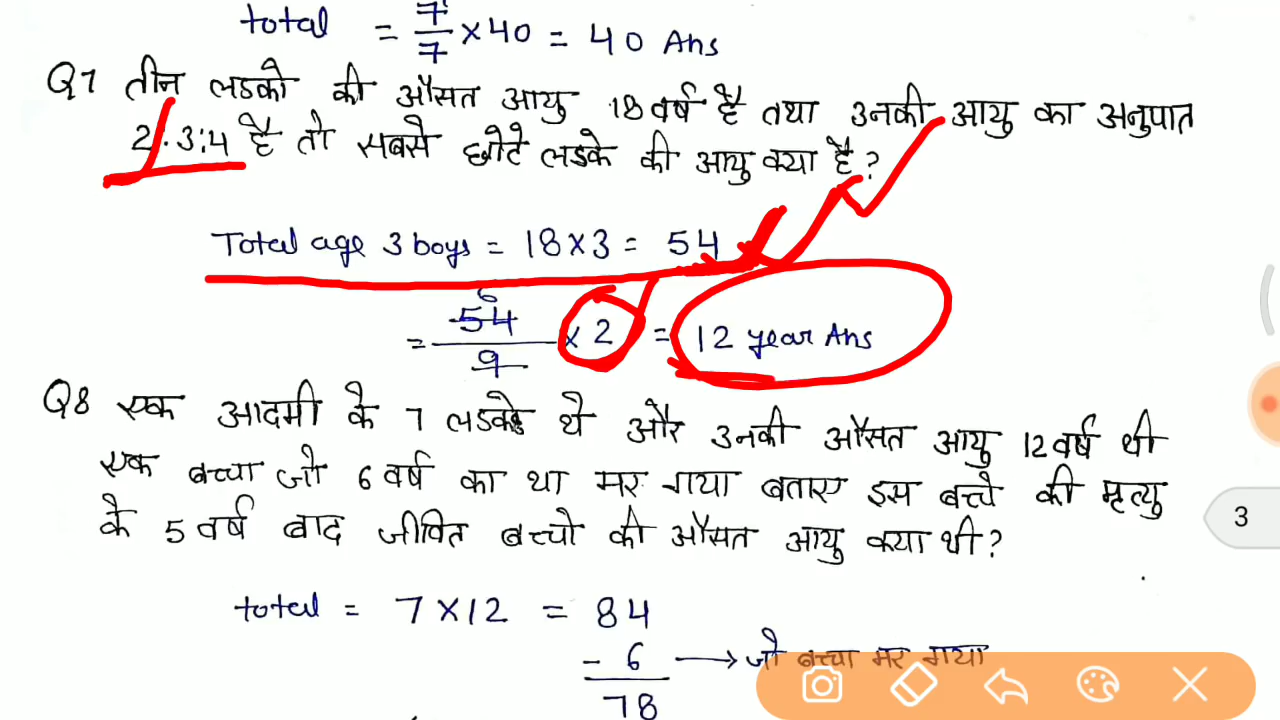 total = 7/7 × 40 = 40 Ans
Q7 तीन लडको की औसत आयु 18 वर्ष है तथा उनकी आयु का अनुपात
2:3:4 है तो सबसे छोटे लडके की आयु क्या है?
Total age 3 boys = 18×3 = 54
6
= 54/9 × 2 = 12 year Ans
Q8 एक आदमी के 7 लडके थे और उनकी औसत आयु 12 वर्ष थी
एक बच्चा जो 6 वर्ष का था मर गया बताए इस बच्चे की मृत्यु
के 5 वर्ष बाद जीवित बच्चो की औसत आयु क्या थी?
3
total = 7×12 = 84
- 6 → जो बच्चा मर गया
78